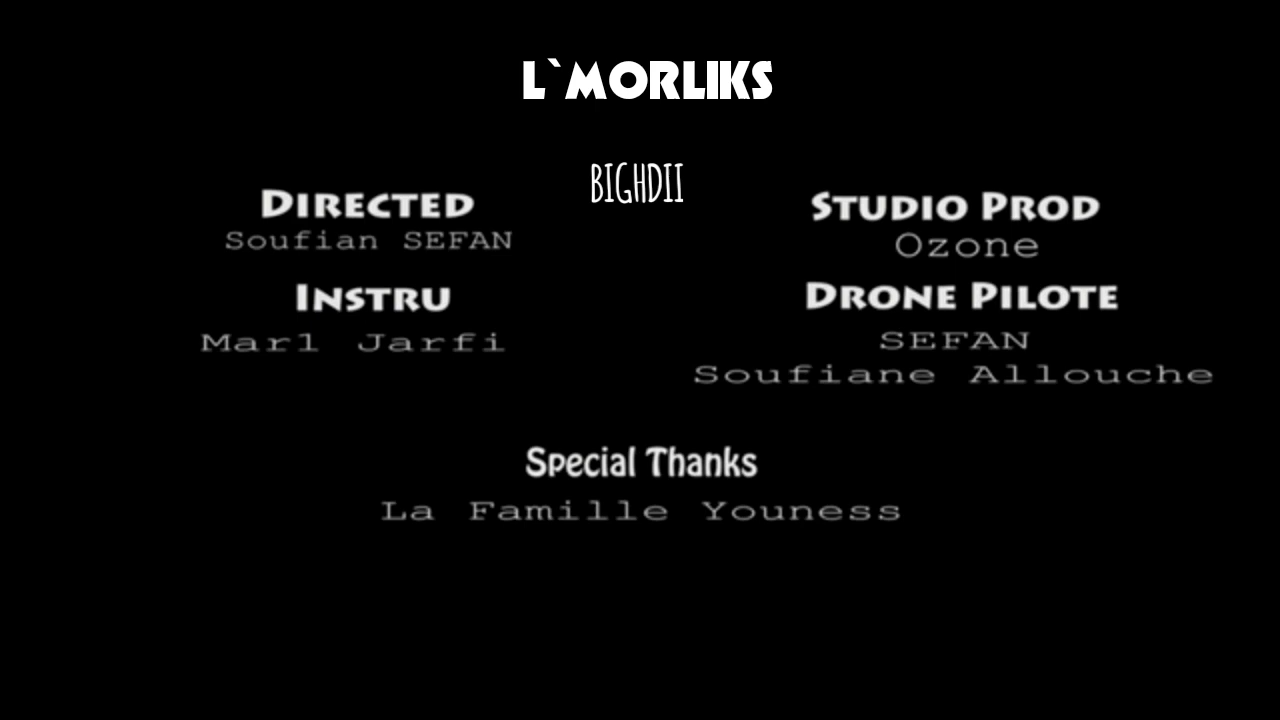 L`MORLIKS
BIGHDII
DIRECTED
Soufian SEFAN
INSTRU
Mar1 Jarfi
STUDIO PROD
Ozone
DRONE PILOTE
SEFAN
Soufiane Allouche
Special Thanks
La Famille Youness